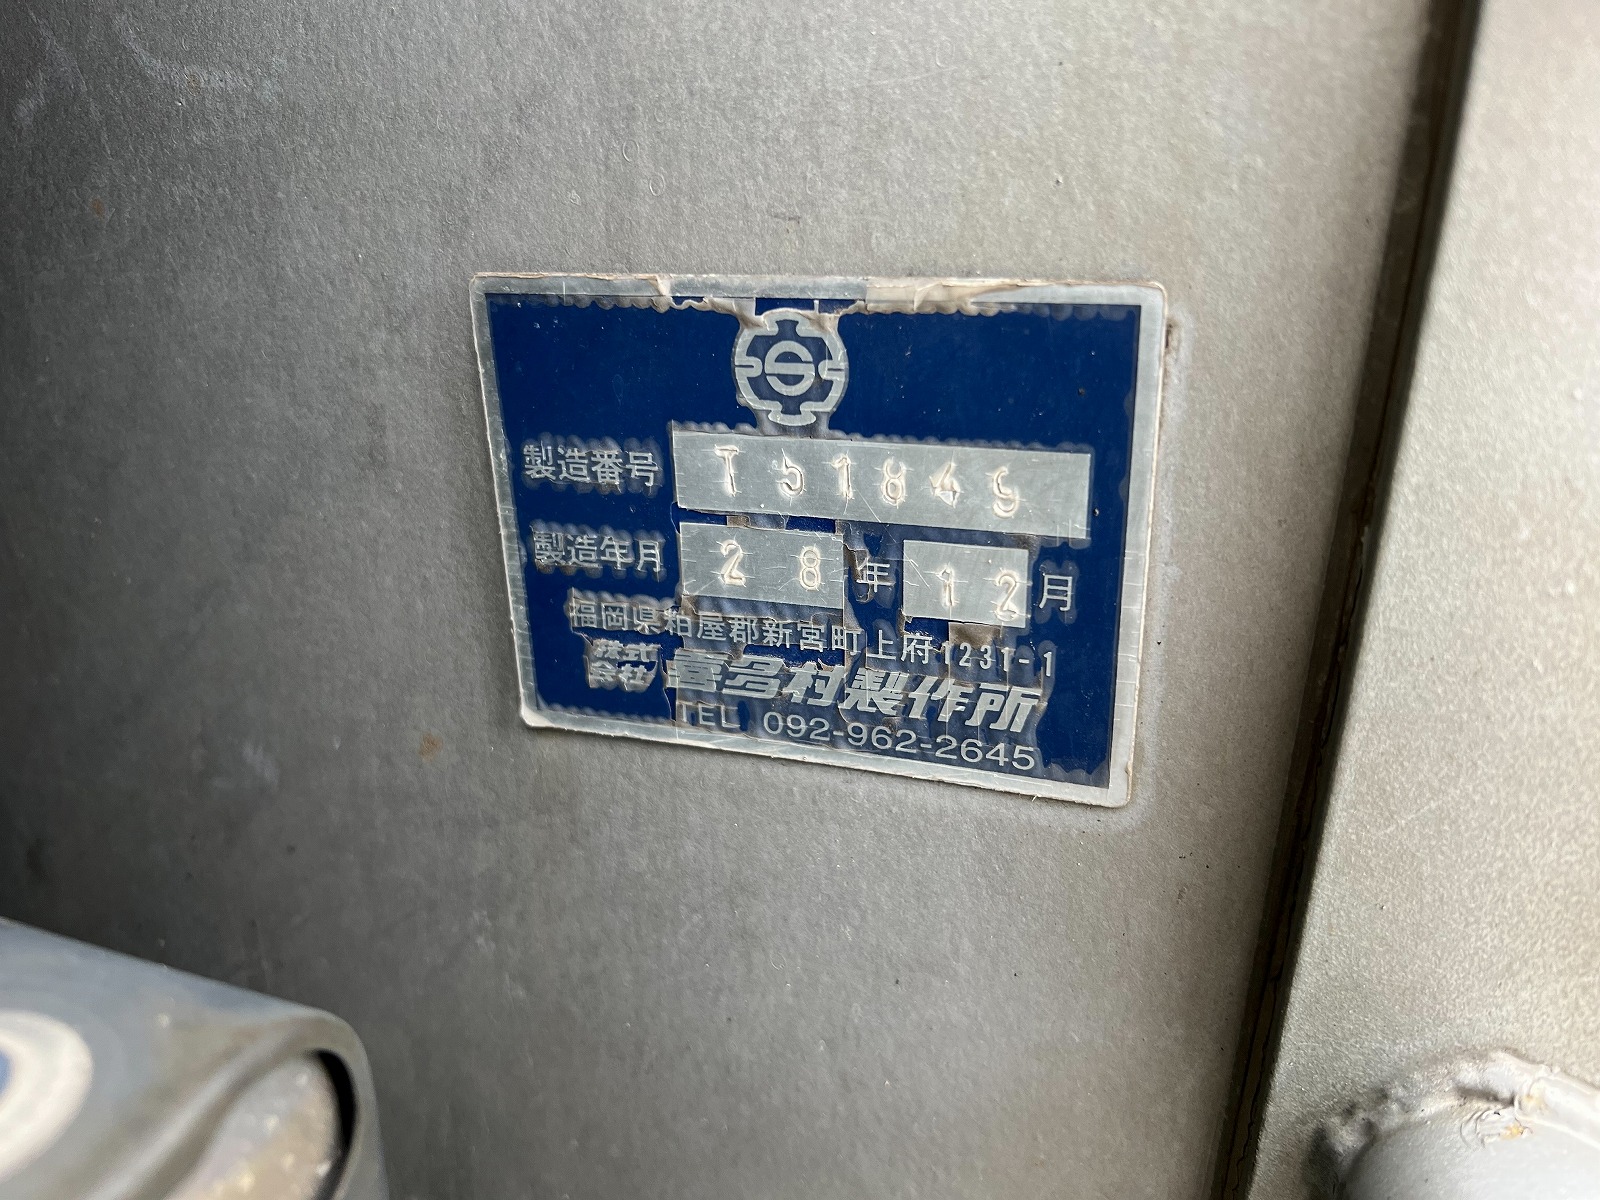 S
製造番号 T51845
製造年月 28年 12月
福岡県粕屋郡新宮町上府1231-1
株式会社 喜多村製作所
TEL 092-962-2645